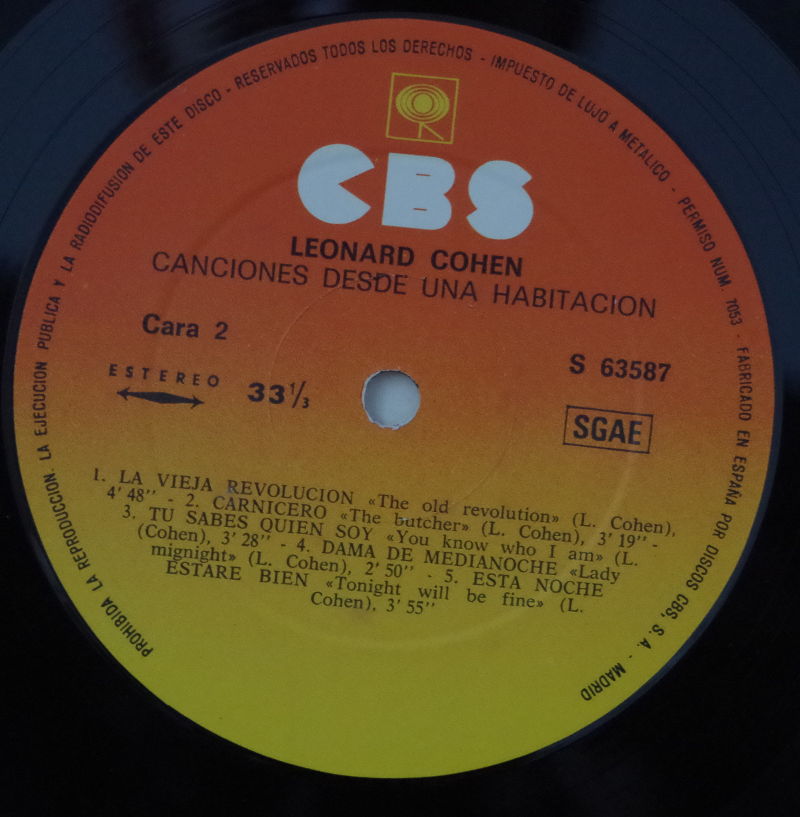 PROHIBIDA LA REPRODUCCION. LA EJECUCION PUBLICA Y LA RADIODIFUSION DE ESTE DISCO - RESERVADOS TODOS LOS DERECHOS - IMPUESTO DE LUJO A METALICO - PERMISO NUM. 7053 - FABRICADO EN ESPAÑA POR DISCOS CBS, S. A. - MADRID
CBS
LEONARD COHEN
CANCIONES DESDE UNA HABITACION
Cara 2
S 63587
ESTEREO
33 1/3
SGAE
1. LA VIEJA REVOLUCION «The old revolution» (L. Cohen),
4' 48'' - 2. CARNICERO «The butcher» (L. Cohen), 3' 19'' -
3. TU SABES QUIEN SOY «You know who I am» (L.
(Cohen), 3' 28'' - 4. DAMA DE MEDIANOCHE «Lady
mignight» (L. Cohen), 2' 50'' - 5. ESTA NOCHE
ESTARE BIEN «Tonight will be fine» (L.
Cohen), 3' 55''